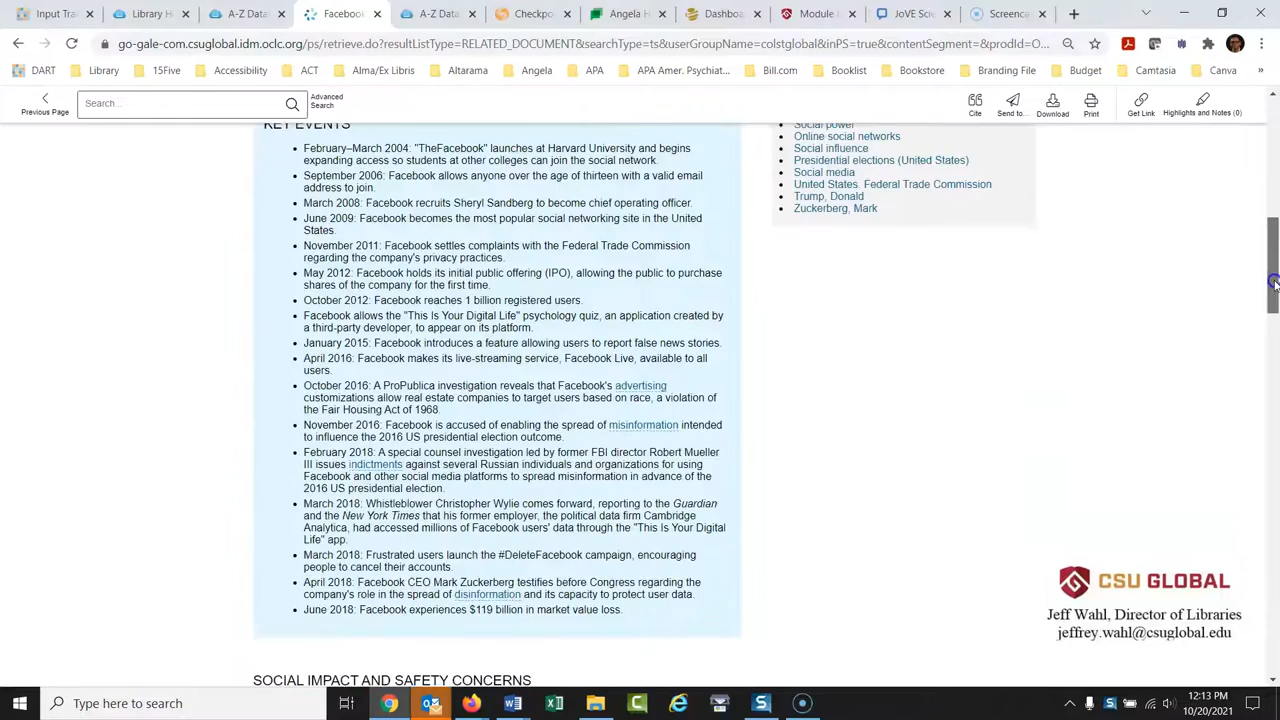 Input Data
Library H
A-Z Datab
Facebook
A-Z Data
Checkpo
Angela H
Dashboa
Module
JoVE Scie
Screenca
go-gale-com.csuglobal.idm.oclc.org/ps/retrieve.do?resultListType=RELATED_DOCUMENT&searchType=ts&userGroupName=colstglobal&inPS=true&contentSegment=&prodId=O...
DART Library 15Five Accessibility ACT Alma/Ex Libris Altarama Angela APA APA Amer. Psychiat... Bill.com Booklist Bookstore Branding File Budget Camtasia Canva »
Previous Page
Search...
Advanced
Search
Cite Send to... Download Print Get Link Highlights and Notes (0)
KEY EVENTS
• February–March 2004: "TheFacebook" launches at Harvard University and begins
expanding access so students at other colleges can join the social network.
• September 2006: Facebook allows anyone over the age of thirteen with a valid email
address to join.
• March 2008: Facebook recruits Sheryl Sandberg to become chief operating officer.
• June 2009: Facebook becomes the most popular social networking site in the United
States.
• November 2011: Facebook settles complaints with the Federal Trade Commission
regarding the company's privacy practices.
• May 2012: Facebook holds its initial public offering (IPO), allowing the public to purchase
shares of the company for the first time.
• October 2012: Facebook reaches 1 billion registered users.
• Facebook allows the "This Is Your Digital Life" psychology quiz, an application created by
a third-party developer, to appear on its platform.
• January 2015: Facebook introduces a feature allowing users to report false news stories.
• April 2016: Facebook makes its live-streaming service, Facebook Live, available to all
users.
• October 2016: A ProPublica investigation reveals that Facebook's advertising
customizations allow real estate companies to target users based on race, a violation of
the Fair Housing Act of 1968.
• November 2016: Facebook is accused of enabling the spread of misinformation intended
to influence the 2016 US presidential election outcome.
• February 2018: A special counsel investigation led by former FBI director Robert Mueller
III issues indictments against several Russian individuals and organizations for using
Facebook and other social media platforms to spread misinformation in advance of the
2016 US presidential election.
• March 2018: Whistleblower Christopher Wylie comes forward, reporting to the Guardian
and the New York Times that his former employer, the political data firm Cambridge
Analytica, had accessed millions of Facebook users' data through the "This Is Your Digital
Life" app.
• March 2018: Frustrated users launch the #DeleteFacebook campaign, encouraging
people to cancel their accounts.
• April 2018: Facebook CEO Mark Zuckerberg testifies before Congress regarding the
company's role in the spread of disinformation and its capacity to protect user data.
• June 2018: Facebook experiences $119 billion in market value loss.
SOCIAL IMPACT AND SAFETY CONCERNS
• Social power
• Online social networks
• Social influence
• Presidential elections (United States)
• Social media
• United States. Federal Trade Commission
• Trump, Donald
• Zuckerberg, Mark
CSU GLOBAL
Jeff Wahl, Director of Libraries
jeffrey.wahl@csuglobal.edu
Type here to search
12:13 PM
10/20/2021